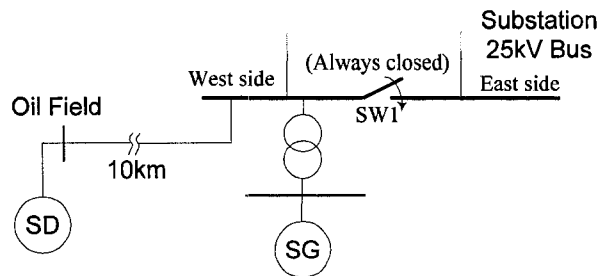 Substation
25kV Bus
West side
(Always closed)
East side
SW1
Oil Field
10km
SD
SG